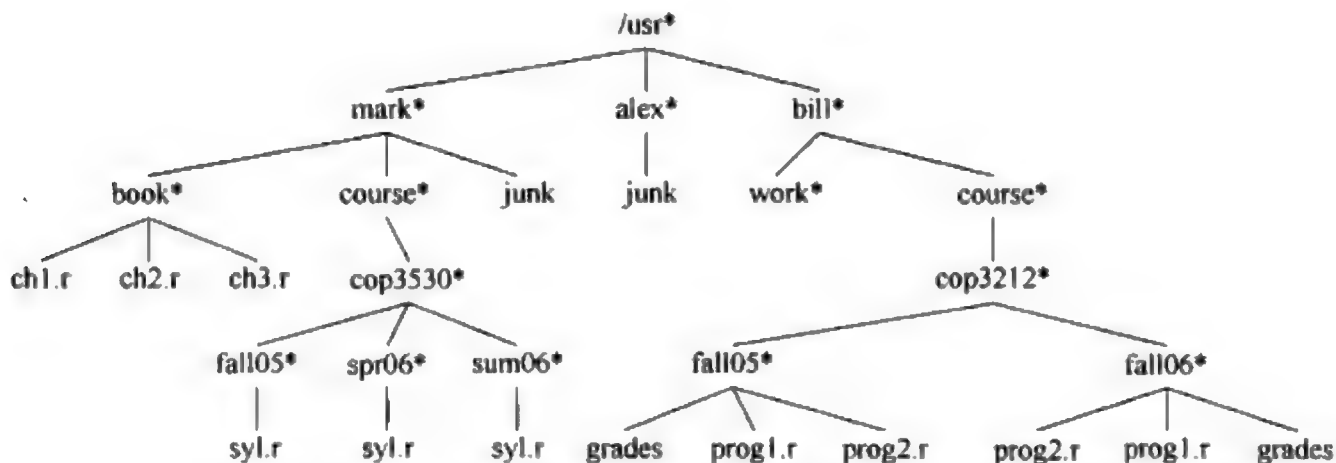 /usr*
mark* alex* bill*
book* course* junk junk work* course*
ch1.r ch2.r ch3.r cop3530* cop3212*
fall05* spr06* sum06* fall05* fall06*
syl.r syl.r syl.r grades prog1.r prog2.r prog2.r prog1.r grades